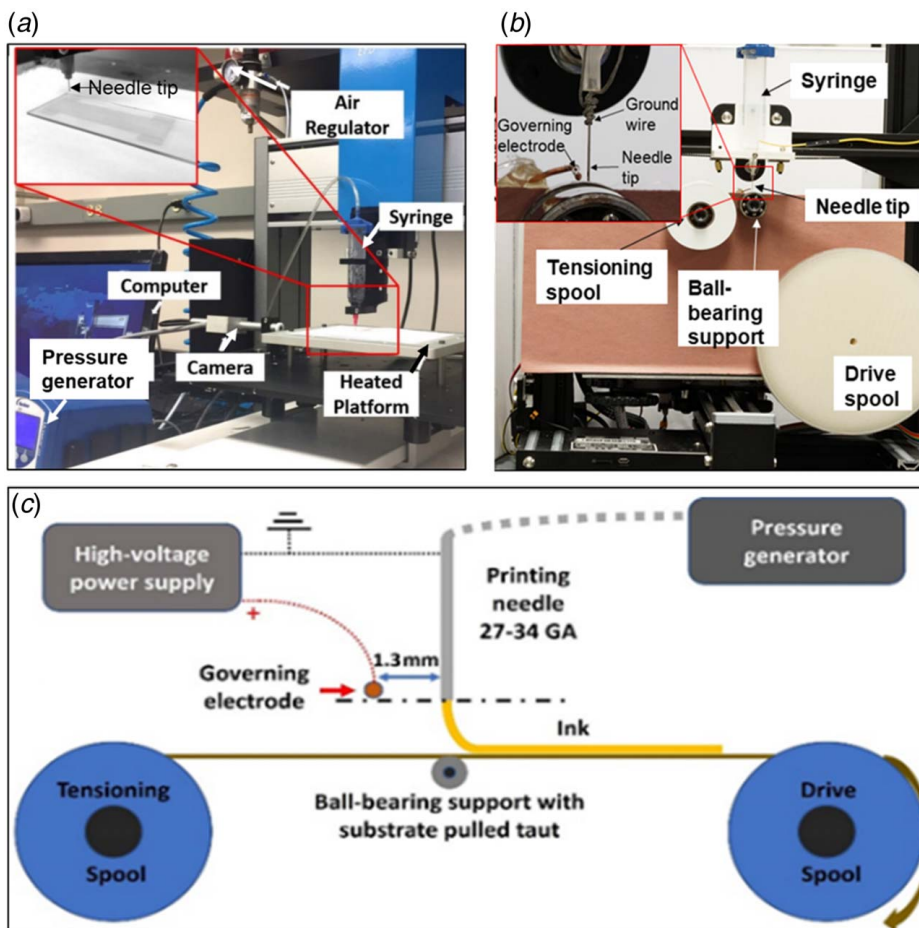 (a)
Needle tip
Air
Regulator
Syringe
Computer
Pressure
generator
Camera
Heated
Platform
(b)
Ground
wire
Governing
electrode
Needle
tip
Syringe
Needle tip
Tensioning
spool
Ball-
bearing
support
Drive
spool
(c)
High-voltage
power supply
+
Pressure
generator
Printing
needle
27-34 GA
1.3mm
Governing
electrode
Ink
Tensioning
Spool
Ball-bearing support with
substrate pulled taut
Drive
Spool